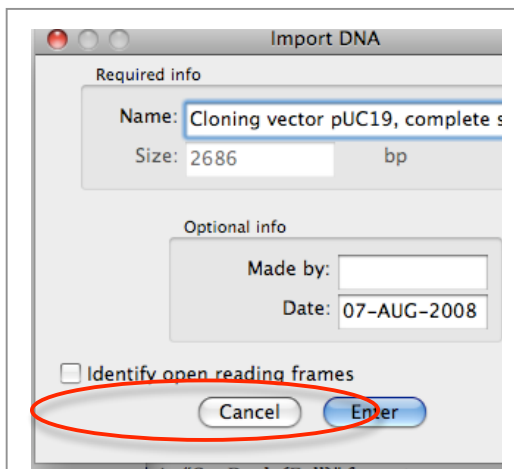 Import DNA
Required info
Name: Cloning vector pUC19, complete
Size: 2686 bp
Optional info
Made by:
Date: 07-AUG-2008
Identify open reading frames
Cancel Enter